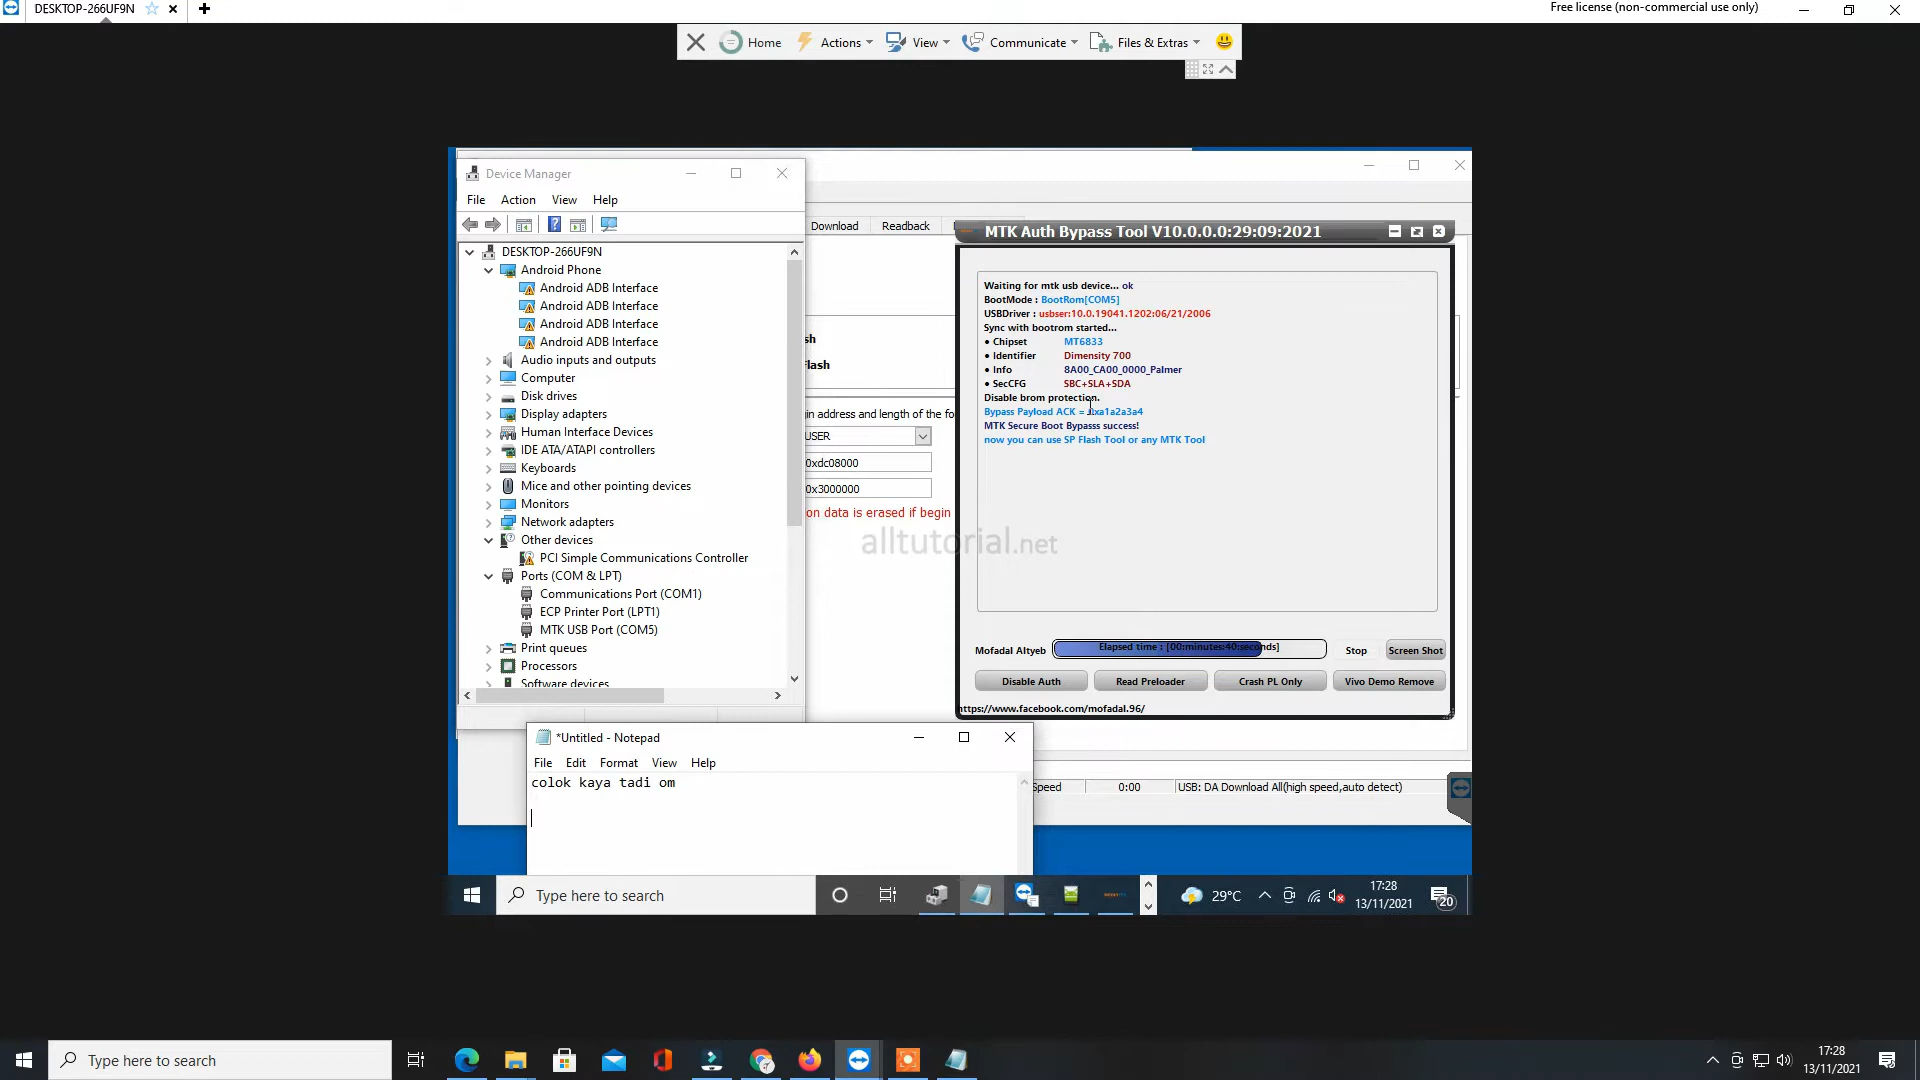 DESKTOP-266UF9N
Free license (non-commercial use only)
Home
Actions
View
Communicate
Files & Extras
Device Manager
File Action View Help
DESKTOP-266UF9N
Android Phone
Android ADB Interface
Android ADB Interface
Android ADB Interface
Android ADB Interface
Audio inputs and outputs
Computer
Disk drives
Display adapters
Human Interface Devices
IDE ATA/ATAPI controllers
Keyboards
Mice and other pointing devices
Monitors
Network adapters
Other devices
PCI Simple Communications Controller
Ports (COM & LPT)
Communications Port (COM1)
ECP Printer Port (LPT1)
MTK USB Port (COM5)
Print queues
Processors
Software devices
Download
Readback
sh
lash
in address and length of the fo
USER
0xdc08000
0x3000000
on data is erased if begin
MTK Auth Bypass Tool V10.0.0.0:29:09:2021
Waiting for mtk usb device... ok
BootMode : BootRom[COM5]
USBDriver : usbser:10.0.19041.1202:06/21/2006
Sync with bootrom started...
• Chipset MT6833
• Identifier Dimensity 700
• Info 8A00_CA00_0000_Palmer
• SecCFG SBC+SLA+SDA
Disable brom protection.
Bypass Payload ACK = 0xa1a2a3a4
MTK Secure Boot Bypasss success!
now you can use SP Flash Tool or any MTK Tool
alltutorial.net
Mofadal Altyeb
Elapsed time : [00:minutes:40:seconds]
Stop
Screen Shot
Disable Auth
Read Preloader
Crash PL Only
Vivo Demo Remove
https://www.facebook.com/mofadal.96/
*Untitled - Notepad
File Edit Format View Help
colok kaya tadi om
Speed
0:00
USB: DA Download All(high speed,auto detect)
Type here to search
29°C
17:28
13/11/2021
20
Type here to search
17:28
13/11/2021